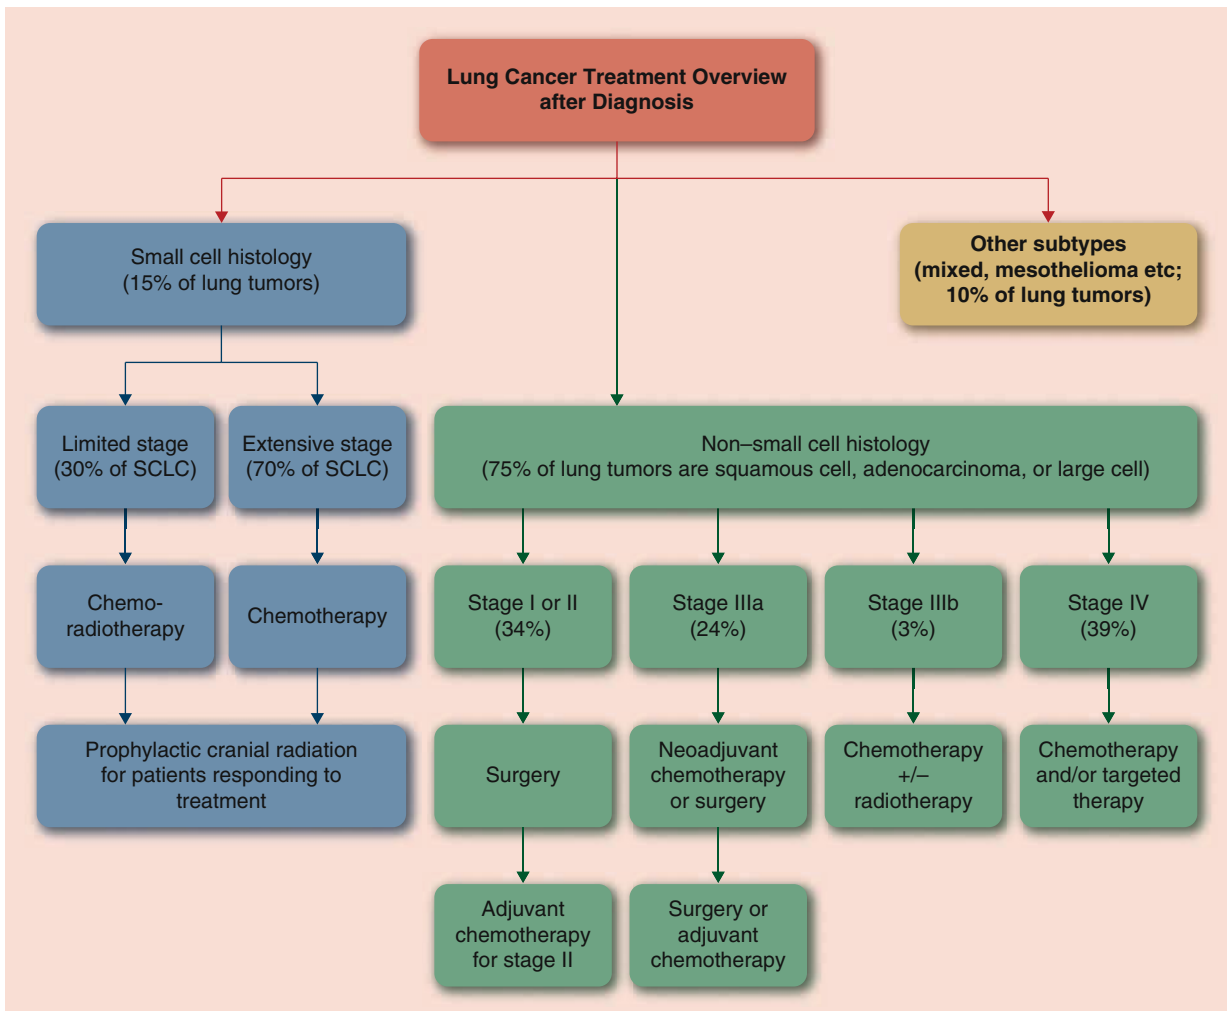 Lung Cancer Treatment Overview
after Diagnosis
Small cell histology
(15% of lung tumors)
Other subtypes
(mixed, mesothelioma etc;
10% of lung tumors)
Limited stage
(30% of SCLC)
Extensive stage
(70% of SCLC)
Non–small cell histology
(75% of lung tumors are squamous cell, adenocarcinoma, or large cell)
Chemo-
radiotherapy
Chemotherapy
Stage I or II
(34%)
Stage IIIa
(24%)
Stage IIIb
(3%)
Stage IV
(39%)
Prophylactic cranial radiation
for patients responding to
treatment
Surgery
Neoadjuvant
chemotherapy
or surgery
Chemotherapy
+/–
radiotherapy
Chemotherapy
and/or targeted
therapy
Adjuvant
chemotherapy
for stage II
Surgery or
adjuvant
chemotherapy